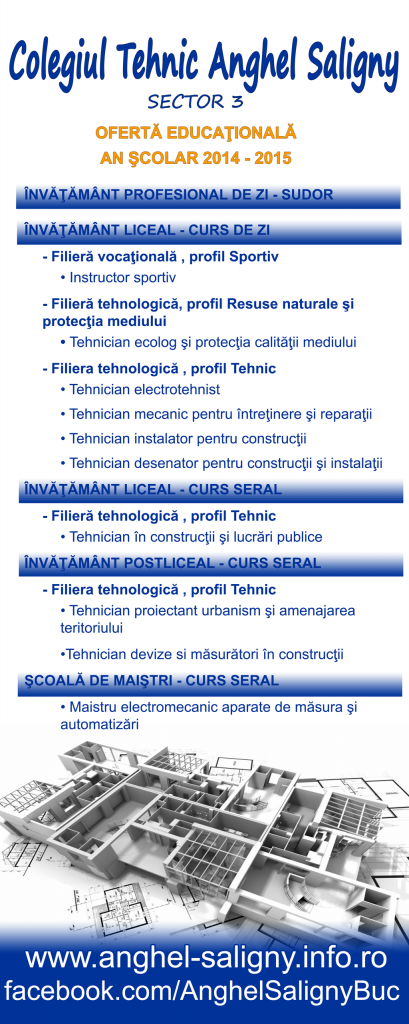 Colegiul Tehnic Anghel Saligny
SECTOR 3
OFERTĂ EDUCAŢIONALĂ
AN ŞCOLAR 2014 - 2015
ÎNVĂŢĂMÂNT PROFESIONAL DE ZI - SUDOR
ÎNVĂŢĂMÂNT LICEAL - CURS DE ZI
- Filieră vocaţională , profil Sportiv
• Instructor sportiv
- Filieră tehnologică, profil Resuse naturale şi
protecţia mediului
• Tehnician ecolog şi protecţia calităţii mediului
- Filiera tehnologică , profil Tehnic
• Tehnician electrotehnist
• Tehnician mecanic pentru întreţinere şi reparaţii
• Tehnician instalator pentru construcţii
• Tehnician desenator pentru construcţii şi instalaţii
ÎNVĂŢĂMÂNT LICEAL - CURS SERAL
- Filieră tehnologică , profil Tehnic
• Tehnician în construcţii şi lucrări publice
ÎNVĂŢĂMÂNT POSTLICEAL - CURS SERAL
- Filiera tehnologică , profil Tehnic
• Tehnician proiectant urbanism şi amenajarea
teritoriului
•Tehnician devize si măsurători în construcţii
ŞCOALĂ DE MAIŞTRI - CURS SERAL
• Maistru electromecanic aparate de măsura şi
automatizări
www.anghel-saligny.info.ro
facebook.com/AnghelSalignyBuc